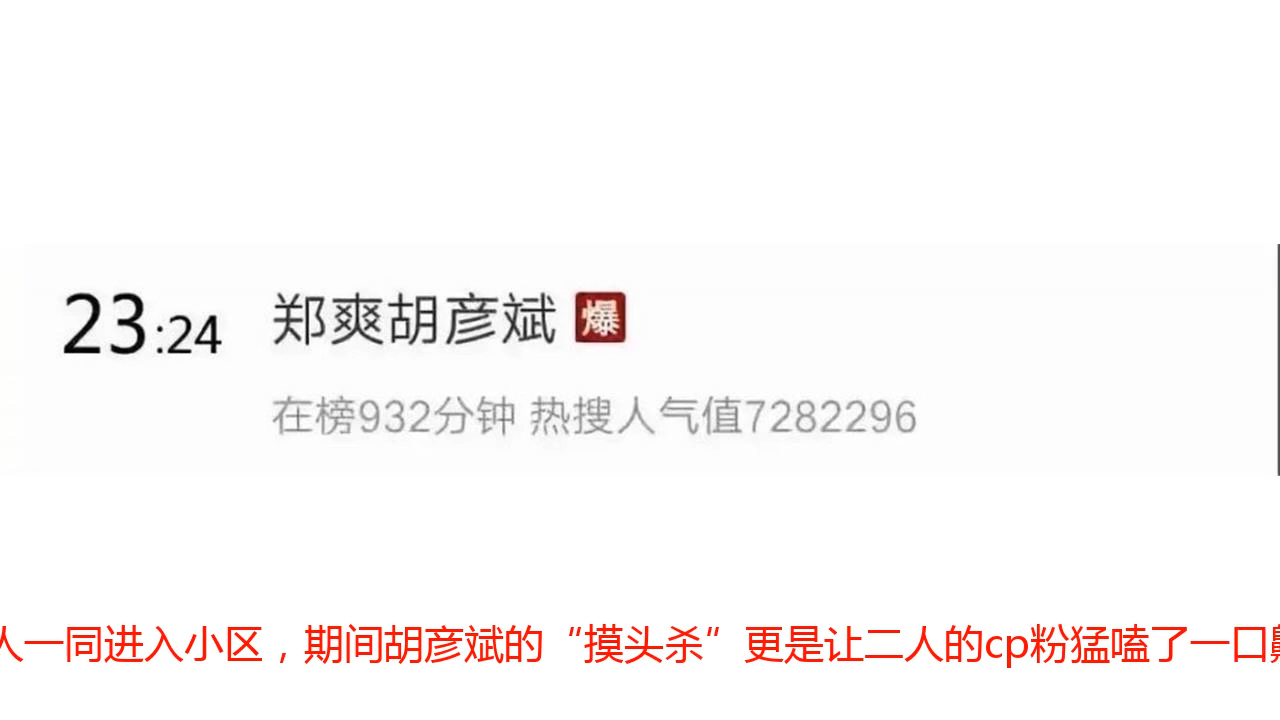 23:24 郑爽胡彦斌 爆
在榜932分钟 热搜人气值7282296
人一同进入小区，期间胡彦斌的“摸头杀”更是让二人的cp粉猛嗑了一口